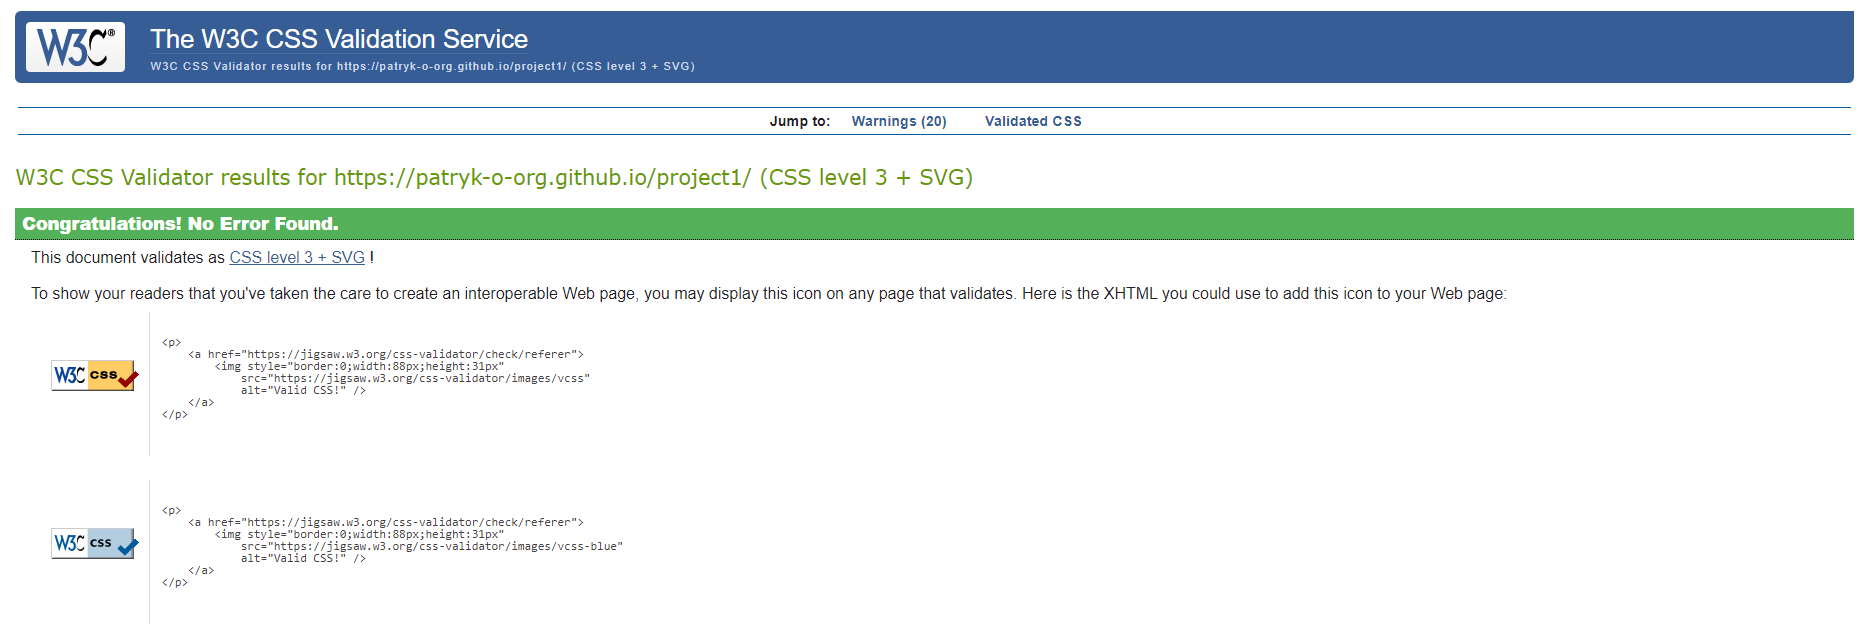 W3C®
The W3C CSS Validation Service
W3C CSS Validator results for https://patryk-o-org.github.io/project1/ (CSS level 3 + SVG)
Jump to: Warnings (20) Validated CSS
W3C CSS Validator results for https://patryk-o-org.github.io/project1/ (CSS level 3 + SVG)
Congratulations! No Error Found.
This document validates as CSS level 3 + SVG !
To show your readers that you've taken the care to create an interoperable Web page, you may display this icon on any page that validates. Here is the XHTML you could use to add this icon to your Web page:
W3C css
<p>
<a href="https://jigsaw.w3.org/css-validator/check/referer">
<img style="border:0;width:88px;height:31px"
src="https://jigsaw.w3.org/css-validator/images/vcss"
alt="Valid CSS!" />
</a>
</p>
W3C css
<p>
<a href="https://jigsaw.w3.org/css-validator/check/referer">
<img style="border:0;width:88px;height:31px"
src="https://jigsaw.w3.org/css-validator/images/vcss-blue"
alt="Valid CSS!" />
</a>
</p>